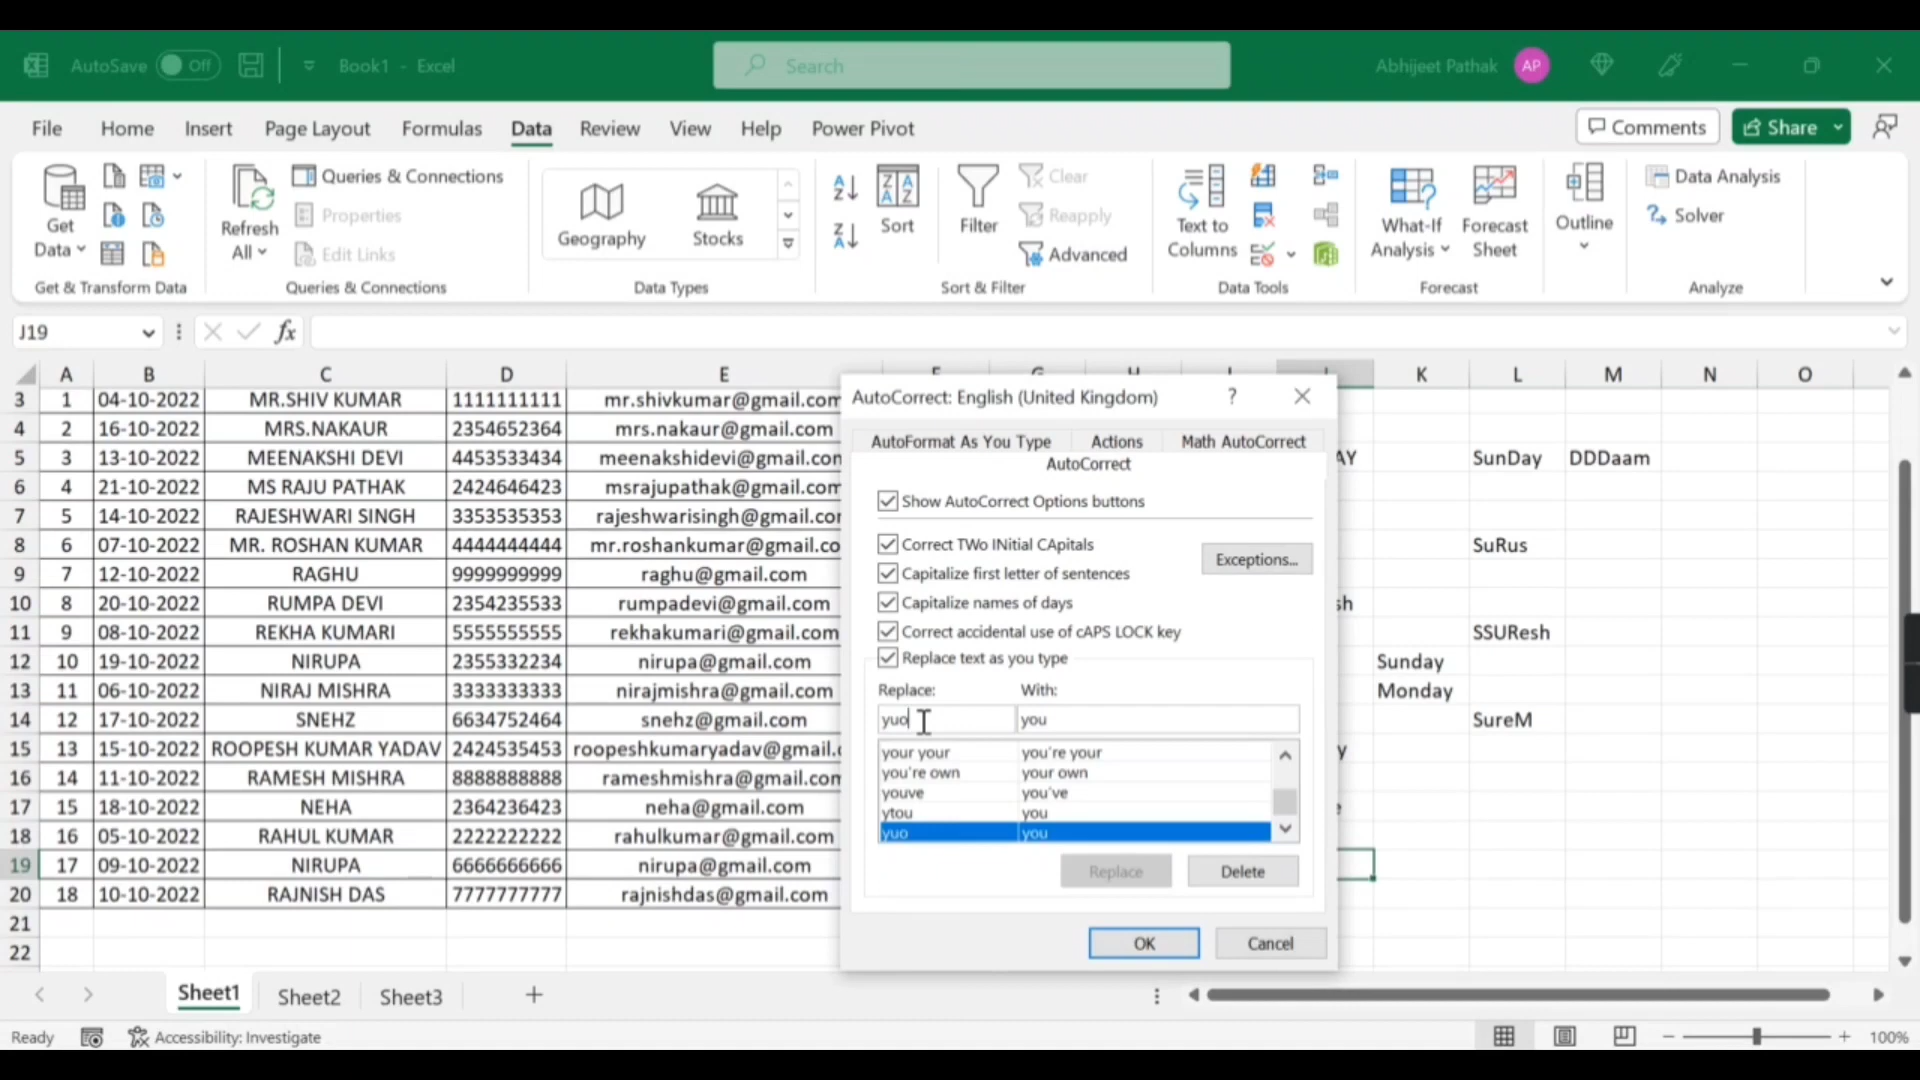 AutoSave Off Book1 - Excel Search Abhijeet Pathak AP
File Home Insert Page Layout Formulas Data Review View Help Power Pivot Comments Share
Get Data
Refresh All
Queries & Connections
Properties
Edit Links
Geography Stocks
Sort Filter
Clear
Reapply
Advanced
Text to Columns
What-If Analysis
Forecast Sheet
Outline
Data Analysis
Solver
Get & Transform Data Queries & Connections Data Types Sort & Filter Data Tools Forecast Analyze
J19 fx
A B C D E K L M N O
3 1 04-10-2022 MR.SHIV KUMAR 1111111111 mr.shivkumar@gmail.com
4 2 16-10-2022 MRS.NAKAUR 2354652364 mrs.nakaur@gmail.com
5 3 13-10-2022 MEENAKSHI DEVI 4453533434 meenakshidevi@gmail.com AY SunDay DDDaam
6 4 21-10-2022 MS RAJU PATHAK 2424646423 msrajupathak@gmail.com
7 5 14-10-2022 RAJESHWARI SINGH 3353535353 rajeshwarisingh@gmail.com
8 6 07-10-2022 MR. ROSHAN KUMAR 4444444444 mr.roshankumar@gmail.co SuRus
9 7 12-10-2022 RAGHU 9999999999 raghu@gmail.com
10 8 20-10-2022 RUMPA DEVI 2354235533 rumpadevi@gmail.com sh
11 9 08-10-2022 REKHA KUMARI 5555555555 rekhakumari@gmail.com SSUResh
12 10 19-10-2022 NIRUPA 2355332234 nirupa@gmail.com Sunday
13 11 06-10-2022 NIRAJ MISHRA 3333333333 nirajmishra@gmail.com Monday
14 12 17-10-2022 SNEHZ 6634752464 snehz@gmail.com SureM
15 13 15-10-2022 ROOPESH KUMAR YADAV 2424535453 roopeshkumaryadav@gmail. y
16 14 11-10-2022 RAMESH MISHRA 8888888888 rameshmishra@gmail.com
17 15 18-10-2022 NEHA 2364236423 neha@gmail.com
18 16 05-10-2022 RAHUL KUMAR 2222222222 rahulkumar@gmail.com
19 17 09-10-2022 NIRUPA 6666666666 nirupa@gmail.com
20 18 10-10-2022 RAJNISH DAS 7777777777 rajnishdas@gmail.com
21
22
AutoCorrect: English (United Kingdom) ?
AutoFormat As You Type Actions Math AutoCorrect
AutoCorrect
Show AutoCorrect Options buttons
Correct TWo INitial CApitals
Exceptions...
Capitalize first letter of sentences
Capitalize names of days
Correct accidental use of cAPS LOCK key
Replace text as you type
Replace: With:
yuo you
your your you're your
you're own your own
youve you've
ytou you
yuo you
Replace Delete
OK Cancel
Sheet1 Sheet2 Sheet3
Ready Accessibility: Investigate 100%